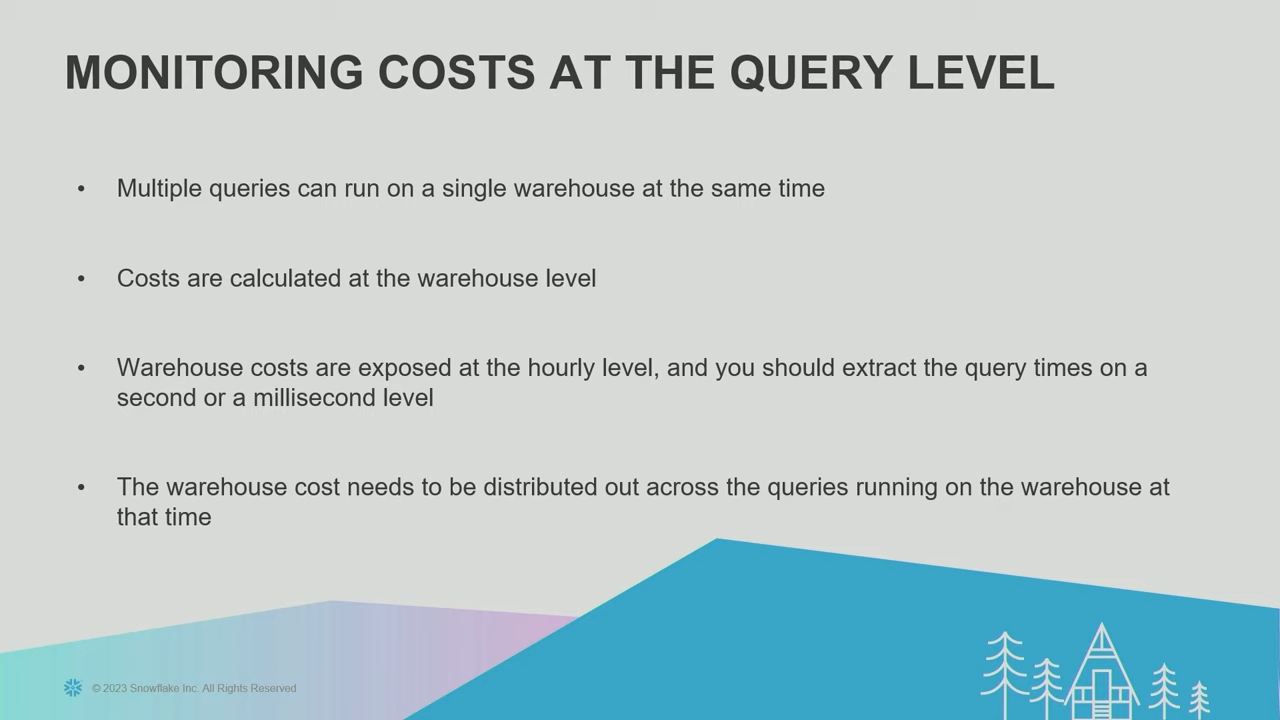 MONITORING COSTS AT THE QUERY LEVEL
• Multiple queries can run on a single warehouse at the same time
• Costs are calculated at the warehouse level
• Warehouse costs are exposed at the hourly level, and you should extract the query times on a
second or a millisecond level
• The warehouse cost needs to be distributed out across the queries running on the warehouse at
that time
© 2023 Snowflake Inc. All Rights Reserved